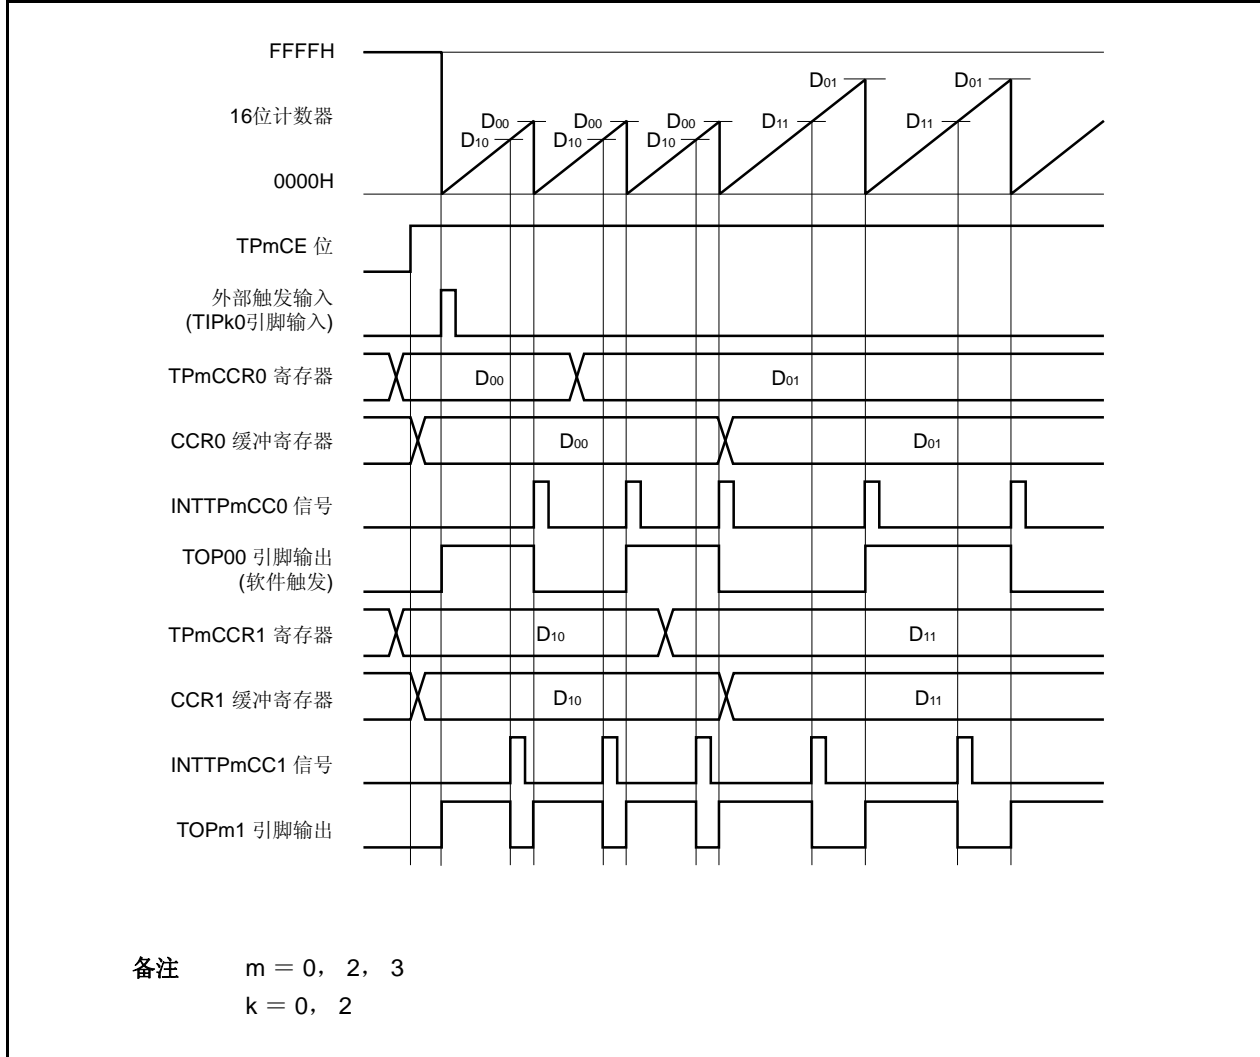 FFFFH
16位计数器
0000H
D00 D00 D00 D01 D01
D10 D10 D10 D11 D11
TPmCE 位
外部触发输入
(TIPk0引脚输入)
TPmCCR0 寄存器 D00 D01
CCR0 缓冲寄存器 D00 D01
INTTPmCC0 信号
TOP00 引脚输出
(软件触发)
TPmCCR1 寄存器 D10 D11
CCR1 缓冲寄存器 D10 D11
INTTPmCC1 信号
TOPm1 引脚输出
备注 m = 0， 2， 3
k = 0， 2